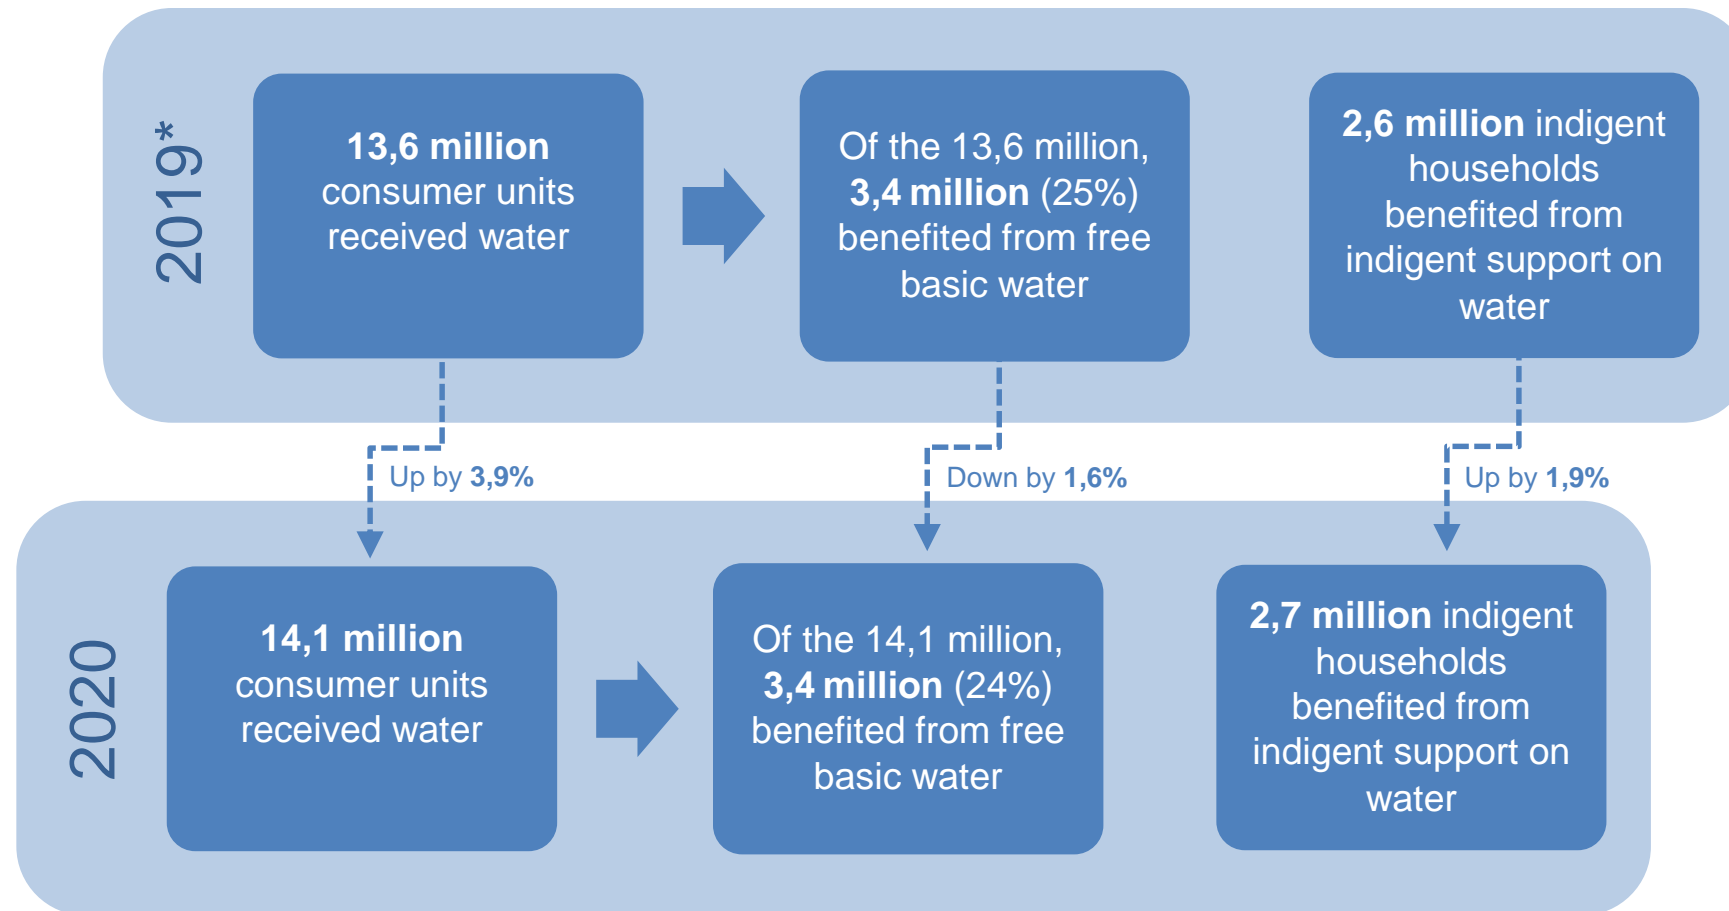 2019*
13,6 million
consumer units
received water
Of the 13,6 million,
3,4 million (25%)
benefited from free
basic water
2,6 million indigent
households
benefited from
indigent support on
water
Up by 3,9%
Down by 1,6%
Up by 1,9%
2020
14,1 million
consumer units
received water
Of the 14,1 million,
3,4 million (24%)
benefited from free
basic water
2,7 million indigent
households
benefited from
indigent support on
water